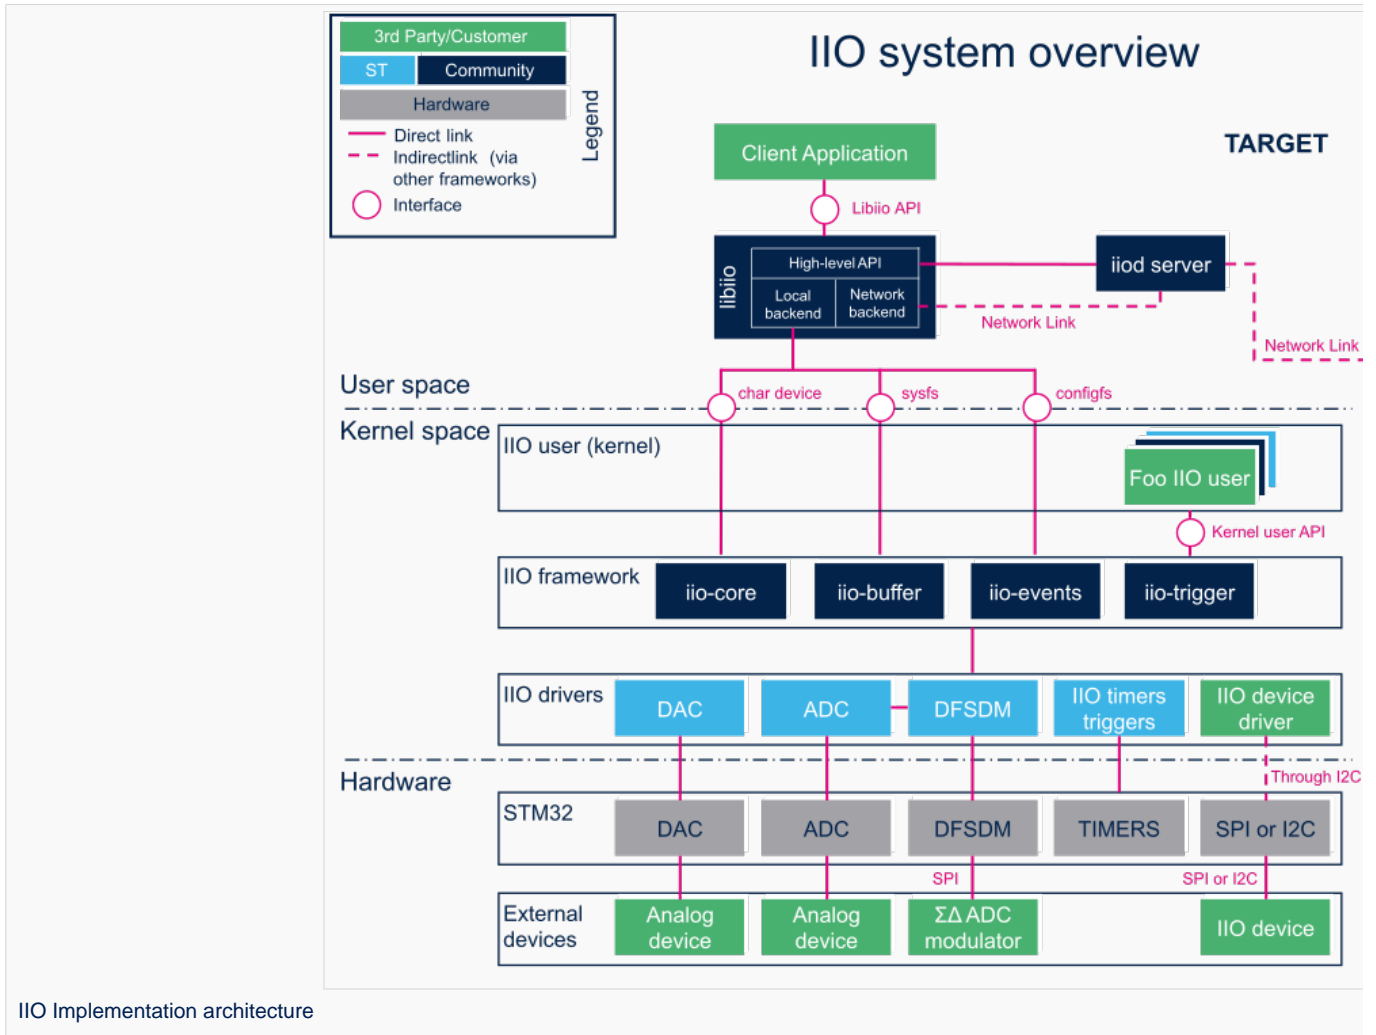 3rd Party/Customer
ST
Community
Hardware
Direct link
Indirectlink (via
other frameworks)
Interface
Legend
IIO system overview
TARGET
Client Application
Libiio API
libiio
High-level API
Local
backend
Network
backend
iiod server
Network Link
Network Link
User space
char device
sysfs
configfs
Kernel space
IIO user (kernel)
Foo IIO user
Kernel user API
IIO framework
iio-core
iio-buffer
iio-events
iio-trigger
IIO drivers
DAC
ADC
DFSDM
IIO timers
triggers
IIO device
driver
Hardware
Through I2C
STM32
DAC
ADC
DFSDM
TIMERS
SPI or I2C
SPI
SPI or I2C
External
devices
Analog
device
Analog
device
ΣΔ ADC
modulator
IIO device
IIO Implementation architecture